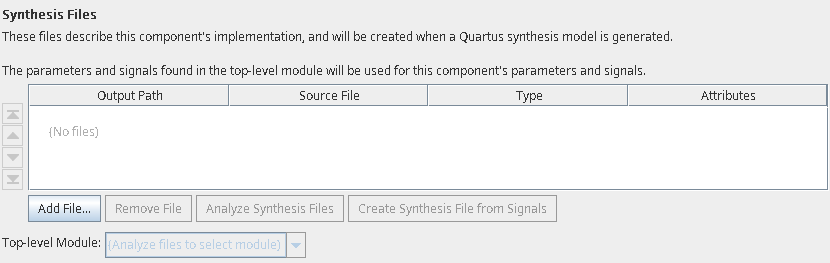 Synthesis Files
These files describe this component's implementation, and will be created when a Quartus synthesis model is generated.
The parameters and signals found in the top-level module will be used for this component's parameters and signals.
Output Path Source File Type Attributes
(No files)
Add File... Remove File Analyze Synthesis Files Create Synthesis File from Signals
Top-level Module: (Analyze files to select module)